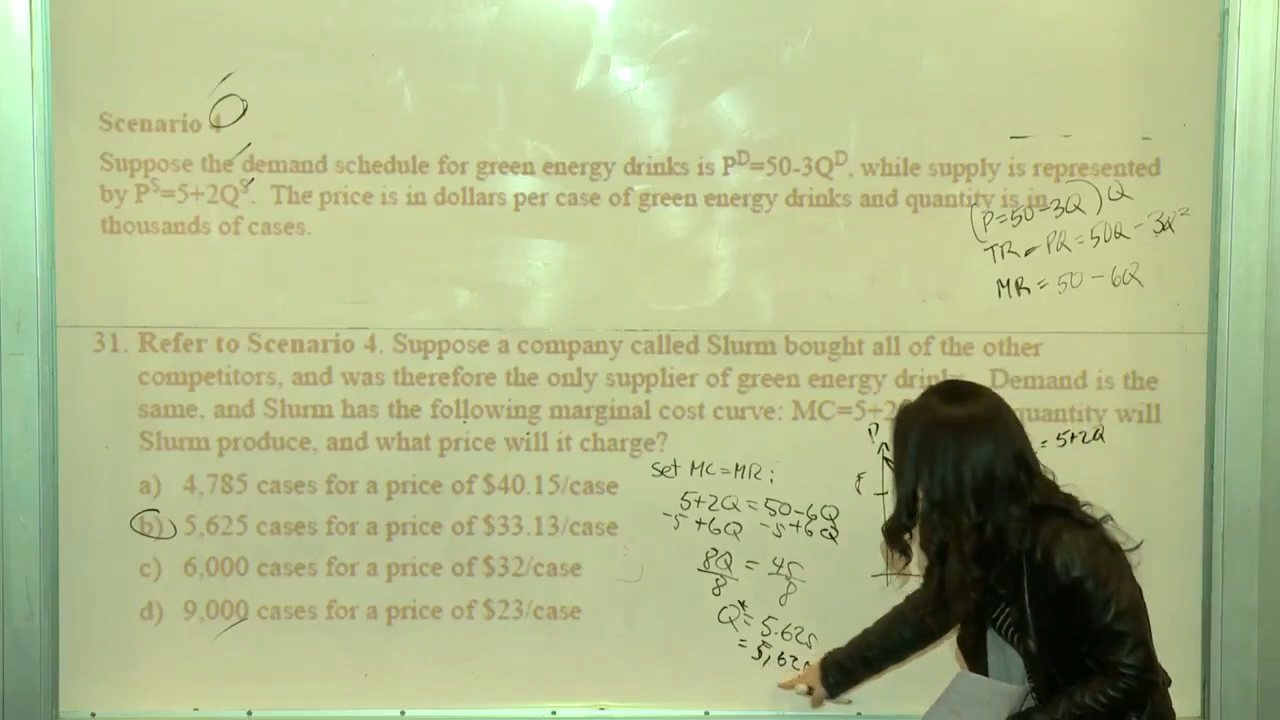 Scenario
Suppose the demand schedule for green energy drinks is Pᴰ=50-3Qᴰ, while supply is represented
by Pˢ=5+2Qˢ. The price is in dollars per case of green energy drinks and quantity is in
thousands of cases.
(P=50-3Q)Q
TR = PQ = 50Q - 3Q²
MR = 50 - 6Q
31. Refer to Scenario 4. Suppose a company called Slurm bought all of the other
competitors, and was therefore the only supplier of green energy Demand is the
same, and Slurm has the following marginal cost curve: MC=5+2 quantity will
Slurm produce, and what price will it charge?
a) 4,785 cases for a price of $40.15/case
b) 5,625 cases for a price of $33.13/case
c) 6,000 cases for a price of $32/case
d) 9,000 cases for a price of $23/case
set MC=MR:
5+2Q = 50-6Q
-5 +6Q -5+6Q
8Q = 45
8 8
Q* = 5.625
= 5,62
P
= 5+2Q